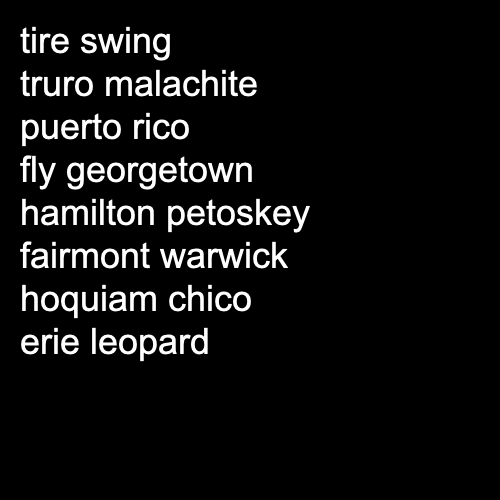 tire swing
truro malachite
puerto rico
fly georgetown
hamilton petoskey
fairmont warwick
hoquiam chico
erie leopard